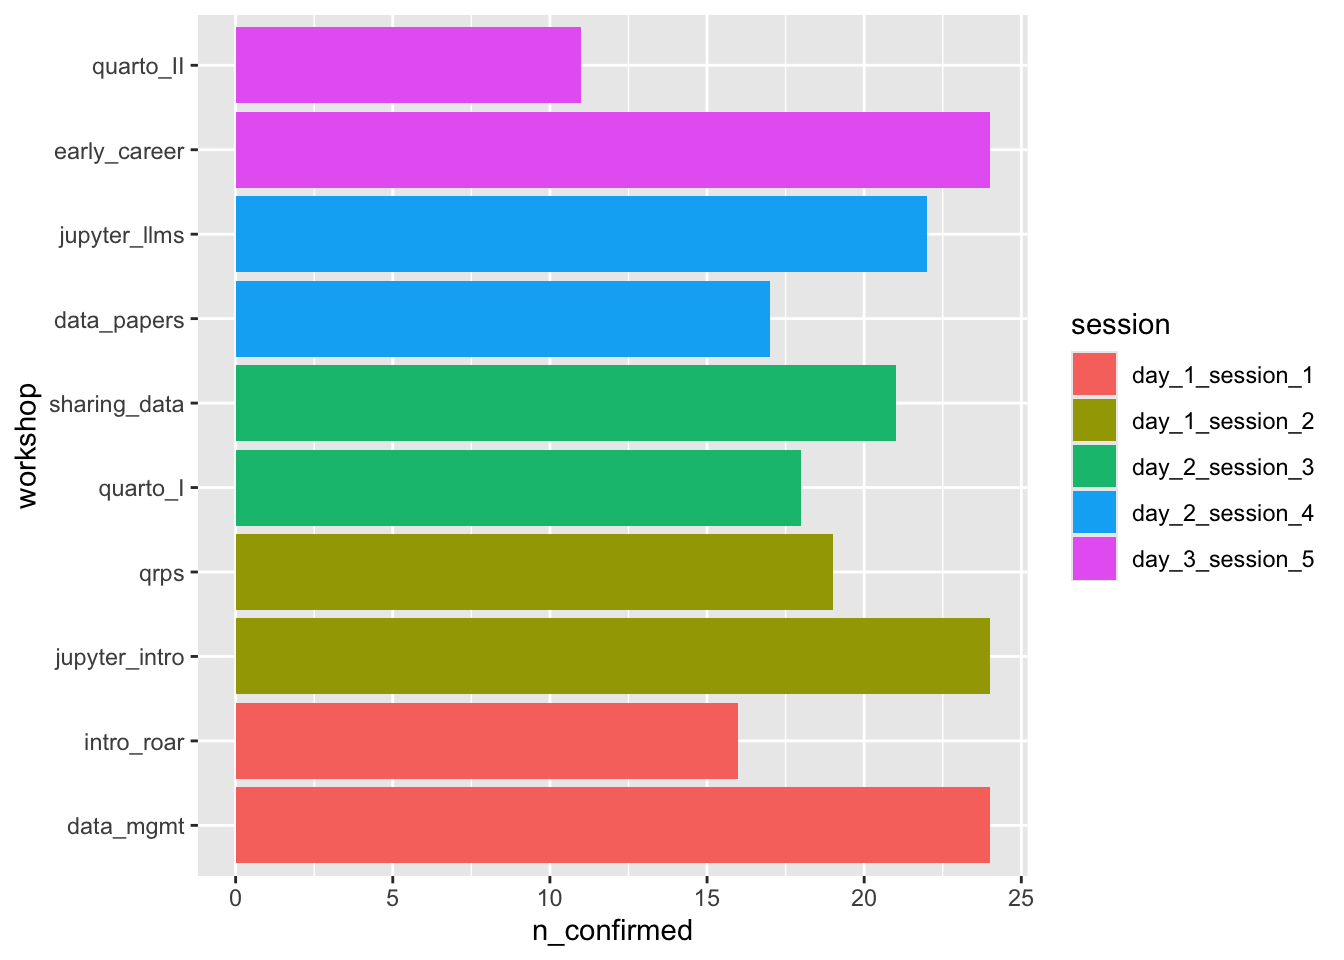 quarto_II
early_career
jupyter_llms
data_papers
sharing_data
quarto_I
qrps
jupyter_intro
intro_roar
data_mgmt
workshop
0 5 10 15 20 25
n_confirmed
session
day_1_session_1
day_1_session_2
day_2_session_3
day_2_session_4
day_3_session_5